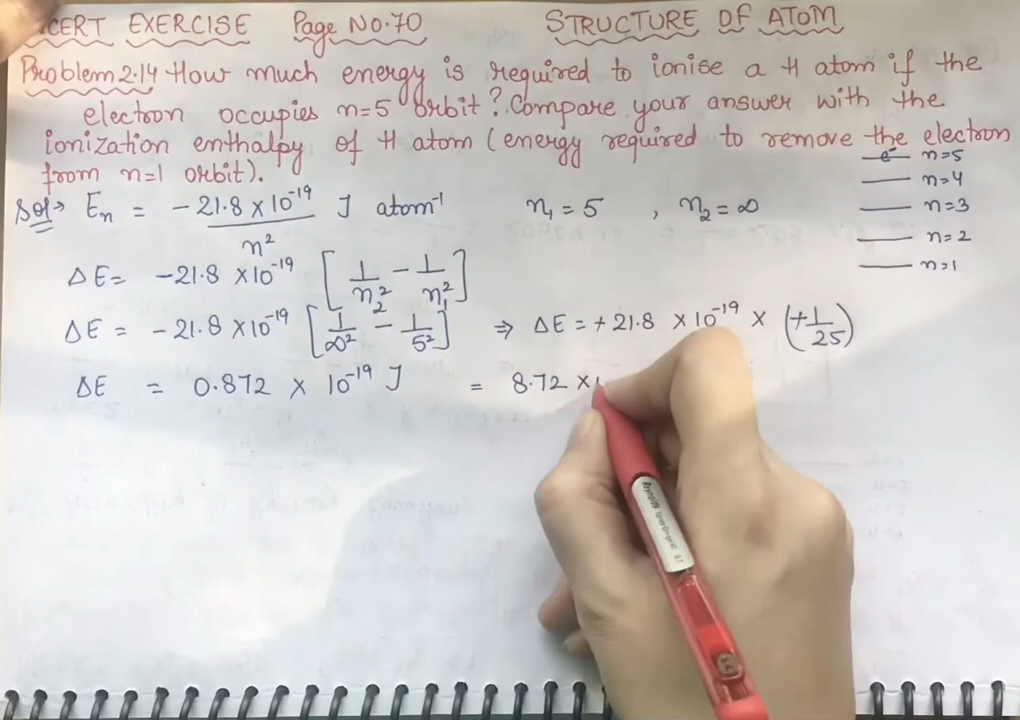 CERT EXERCISE Page No.70 STRUCTURE OF ATOM
Problem 2.14 How much energy is required to ionise a H atom if the
electron occupies n=5 orbit? Compare your answer with the
ionization enthalpy of H atom (energy required to remove the electron
from n=1 orbit).
e⁻ n=5
n=4
n=3
n=2
n=1
Sol→ En = -21.8 × 10⁻¹⁹ / n² J atom⁻¹ n₁ = 5 , n₂ = ∞
ΔE = -21.8 ×10⁻¹⁹ [1/n₂² - 1/n₁²]
ΔE = -21.8 ×10⁻¹⁹ [1/∞² - 1/5²] ⇒ ΔE = +21.8 × 10⁻¹⁹ × (+1/25)
ΔE = 0.872 × 10⁻¹⁹ J = 8.72 ×1
Reynolds